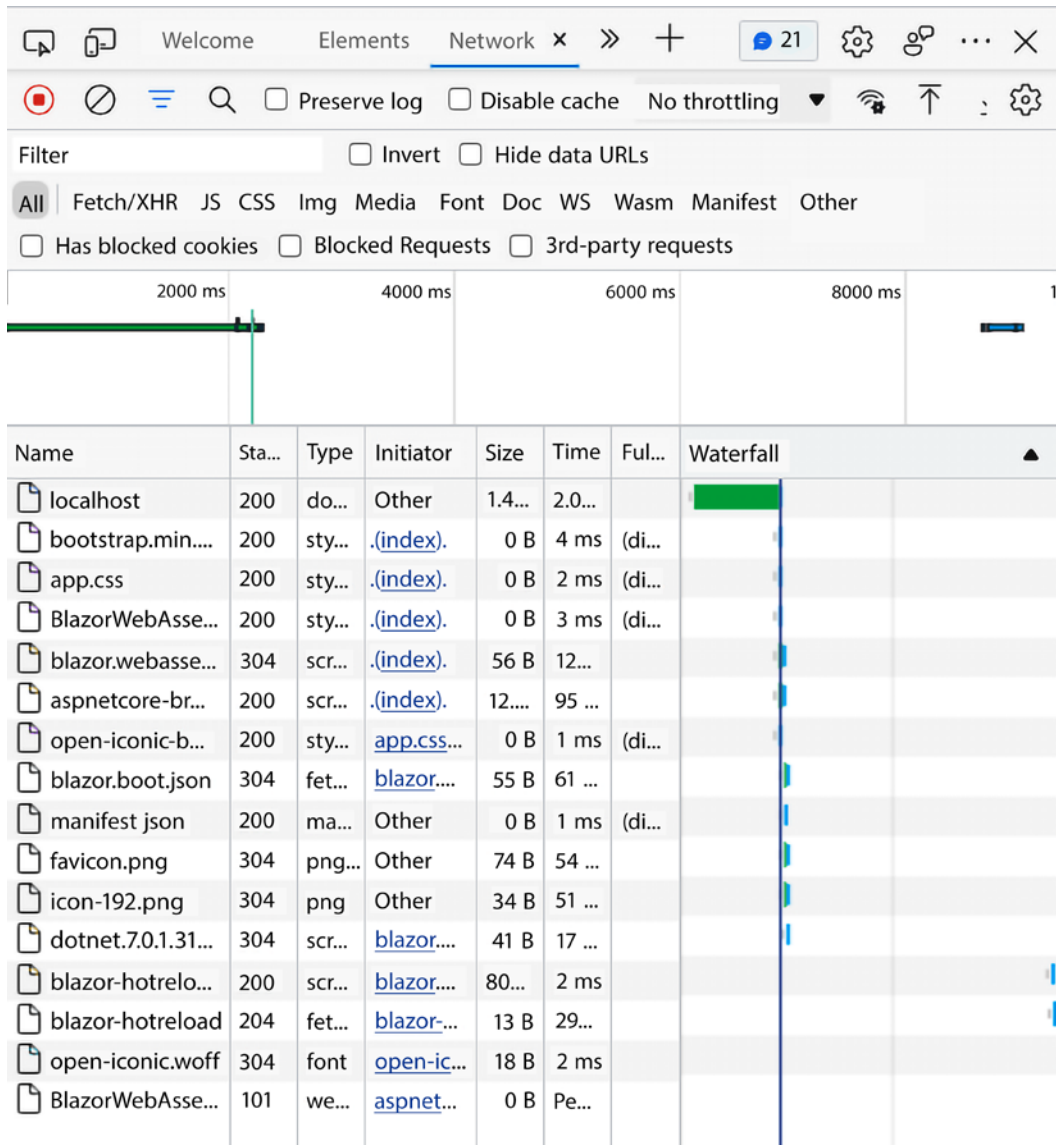 Welcome Elements Network × » + 21 ... ×
Preserve log Disable cache No throttling
Filter Invert Hide data URLs
All Fetch/XHR JS CSS Img Media Font Doc WS Wasm Manifest Other
Has blocked cookies Blocked Requests 3rd-party requests
2000 ms 4000 ms 6000 ms 8000 ms 1
Name Sta... Type Initiator Size Time Ful... Waterfall
localhost 200 do... Other 1.4... 2.0...
bootstrap.min.... 200 sty... .(index). 0 B 4 ms (di...
app.css 200 sty... .(index). 0 B 2 ms (di...
BlazorWebAsse... 200 sty... .(index). 0 B 3 ms (di...
blazor.webasse... 304 scr... .(index). 56 B 12...
aspnetcore-br... 200 scr... .(index). 12.... 95 ...
open-iconic-b... 200 sty... app.css... 0 B 1 ms (di...
blazor.boot.json 304 fet... blazor.... 55 B 61 ...
manifest json 200 ma... Other 0 B 1 ms (di...
favicon.png 304 png... Other 74 B 54 ...
icon-192.png 304 png Other 34 B 51 ...
dotnet.7.0.1.31... 304 scr... blazor.... 41 B 17 ...
blazor-hotrelo... 200 scr... blazor.... 80... 2 ms
blazor-hotreload 204 fet... blazor-... 13 B 29...
open-iconic.woff 304 font open-ic... 18 B 2 ms
BlazorWebAsse... 101 we... aspnet... 0 B Pe...